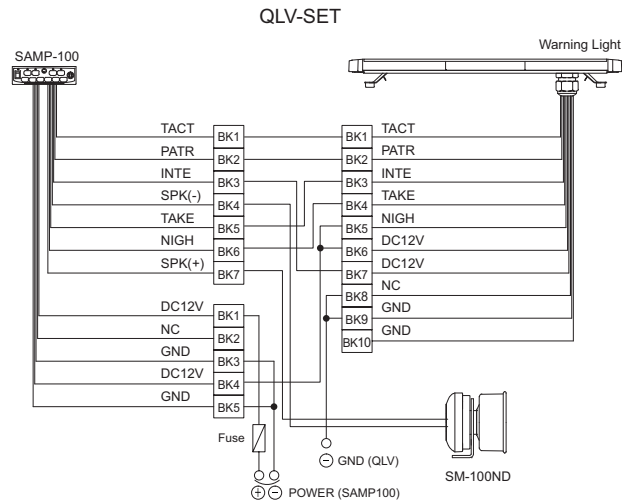 QLV-SET
SAMP-100
Warning Light
TACT BK1 BK1 TACT
PATR BK2 BK2 PATR
INTE BK3 BK3 INTE
SPK(-) BK4 BK4 TAKE
TAKE BK5 BK5 NIGH
NIGH BK6 BK6 DC12V
SPK(+) BK7 BK7 DC12V
BK8 NC
DC12V BK1 BK9 GND
NC BK2 BK10 GND
GND BK3
DC12V BK4
GND BK5
Fuse
GND (QLV)
SM-100ND
POWER (SAMP100)